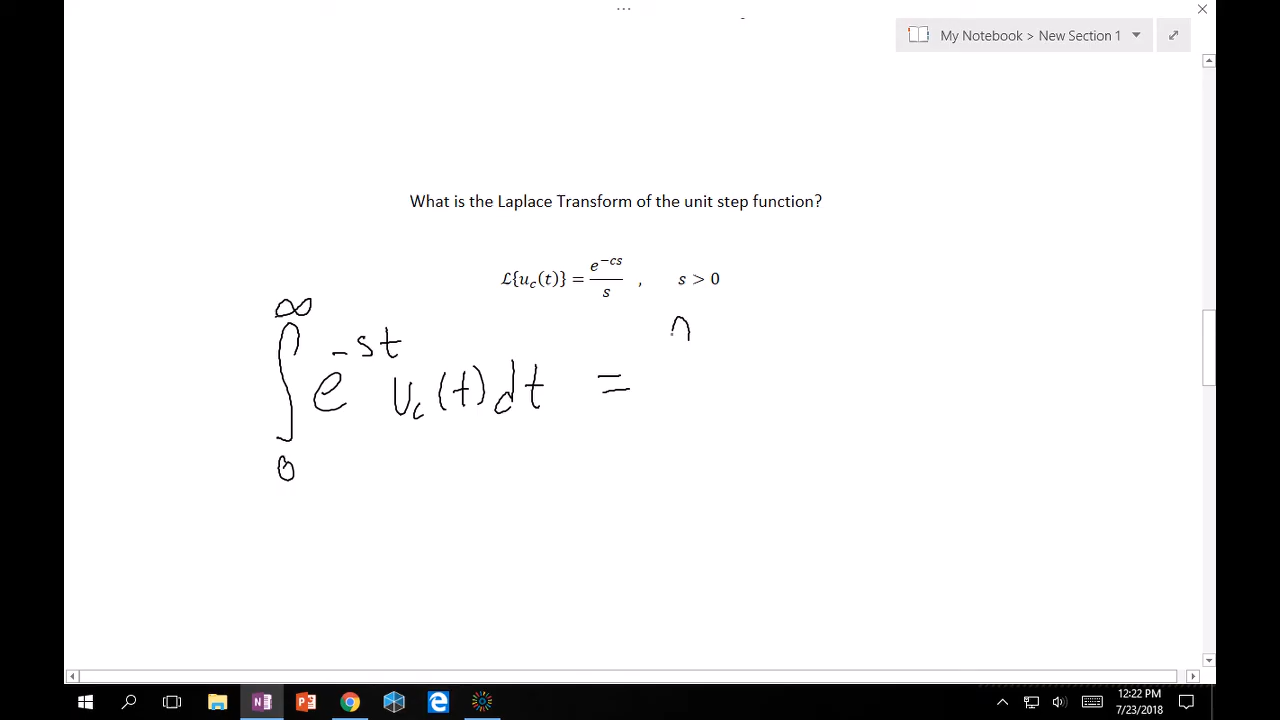 My Notebook > New Section 1
What is the Laplace Transform of the unit step function?
ℒ{u_c(t)} = e^{-cs}/s , s > 0
∫_0^∞ e^{-st} u_c(t) dt =
12:22 PM
7/23/2018